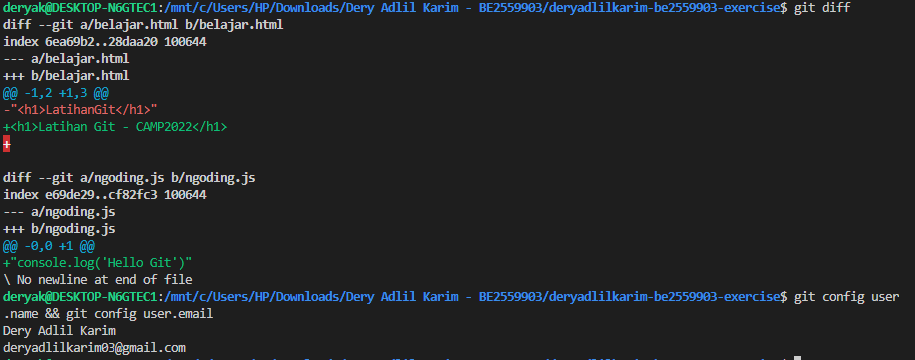 deryak@DESKTOP-N6GTEC1:/mnt/c/Users/HP/Downloads/Dery Adlil Karim - BE2559903/deryadlilkarim-be2559903-exercise$ git diff
diff --git a/belajar.html b/belajar.html
index 6ea69b2..28daa20 100644
--- a/belajar.html
+++ b/belajar.html
@@ -1,2 +1,3 @@
-"<h1>LatihanGit</h1>"
+<h1>Latihan Git - CAMP2022</h1>
+
diff --git a/ngoding.js b/ngoding.js
index e69de29..cf82fc3 100644
--- a/ngoding.js
+++ b/ngoding.js
@@ -0,0 +1 @@
+"console.log('Hello Git')"
\ No newline at end of file
deryak@DESKTOP-N6GTEC1:/mnt/c/Users/HP/Downloads/Dery Adlil Karim - BE2559903/deryadlilkarim-be2559903-exercise$ git config user
.name && git config user.email
Dery Adlil Karim
deryadlilkarim03@gmail.com